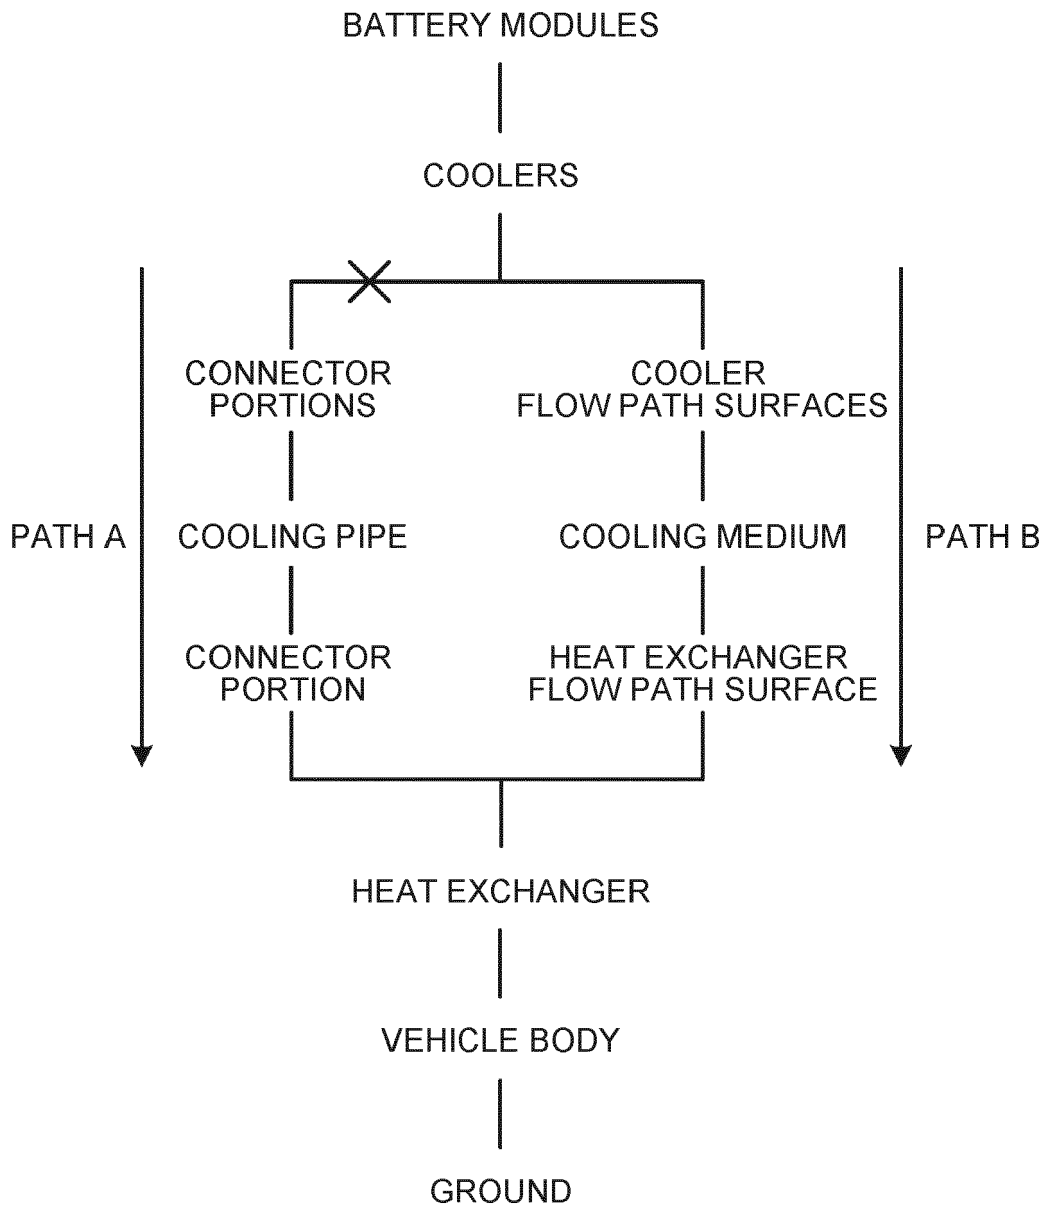 BATTERY MODULES
COOLERS
CONNECTOR
PORTIONS
COOLER
FLOW PATH SURFACES
PATH A
COOLING PIPE
COOLING MEDIUM
PATH B
CONNECTOR
PORTION
HEAT EXCHANGER
FLOW PATH SURFACE
HEAT EXCHANGER
VEHICLE BODY
GROUND